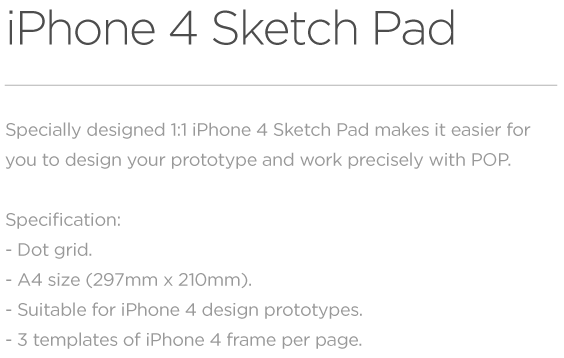 iPhone 4 Sketch Pad
Specially designed 1:1 iPhone 4 Sketch Pad makes it easier for
you to design your prototype and work precisely with POP.
Specification:
- Dot grid.
- A4 size (297mm x 210mm).
- Suitable for iPhone 4 design prototypes.
- 3 templates of iPhone 4 frame per page.